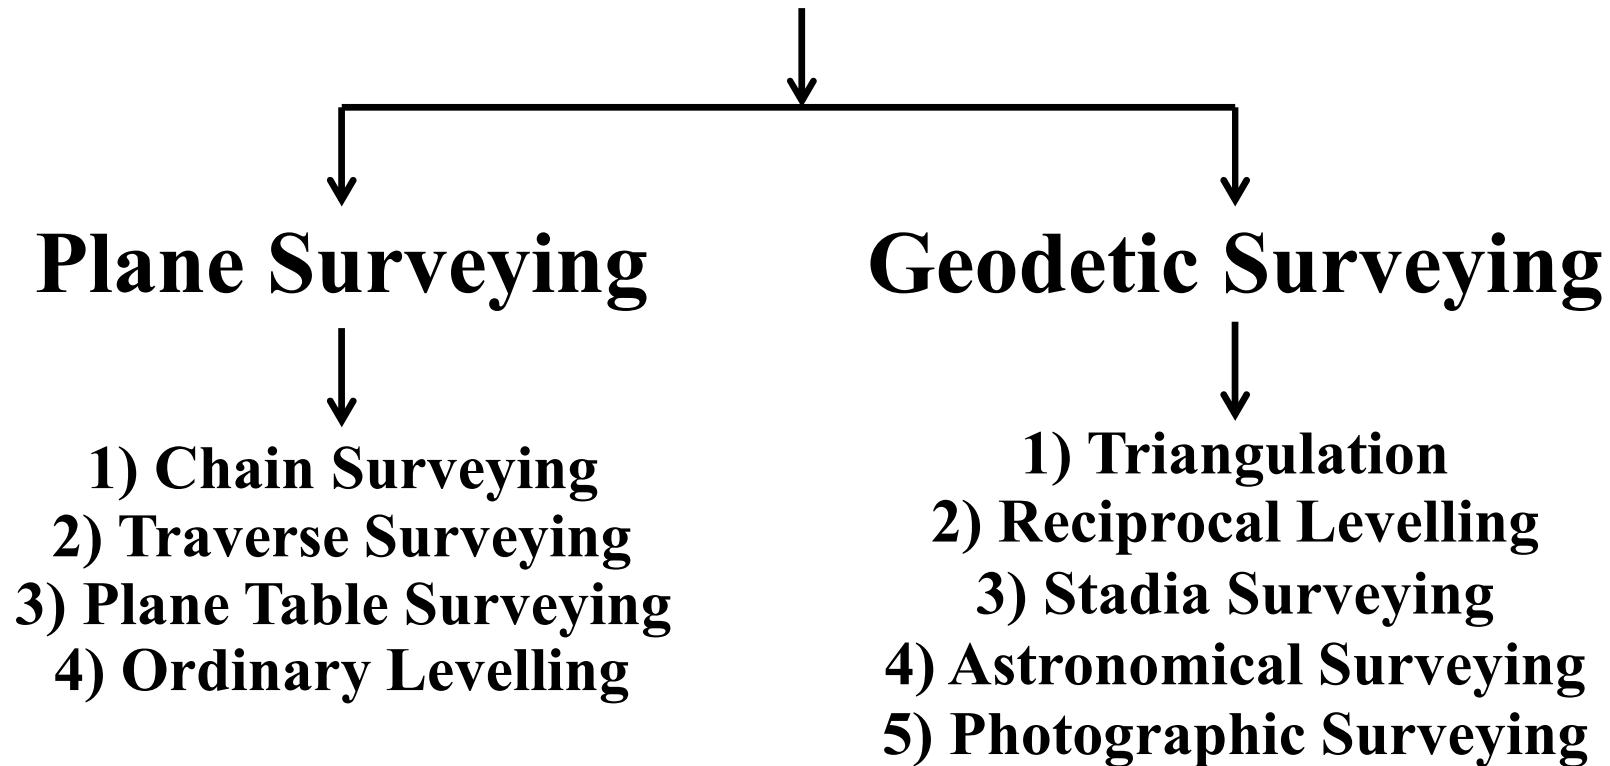 Plane Surveying
1) Chain Surveying
2) Traverse Surveying
3) Plane Table Surveying
4) Ordinary Levelling
Geodetic Surveying
1) Triangulation
2) Reciprocal Levelling
3) Stadia Surveying
4) Astronomical Surveying
5) Photographic Surveying